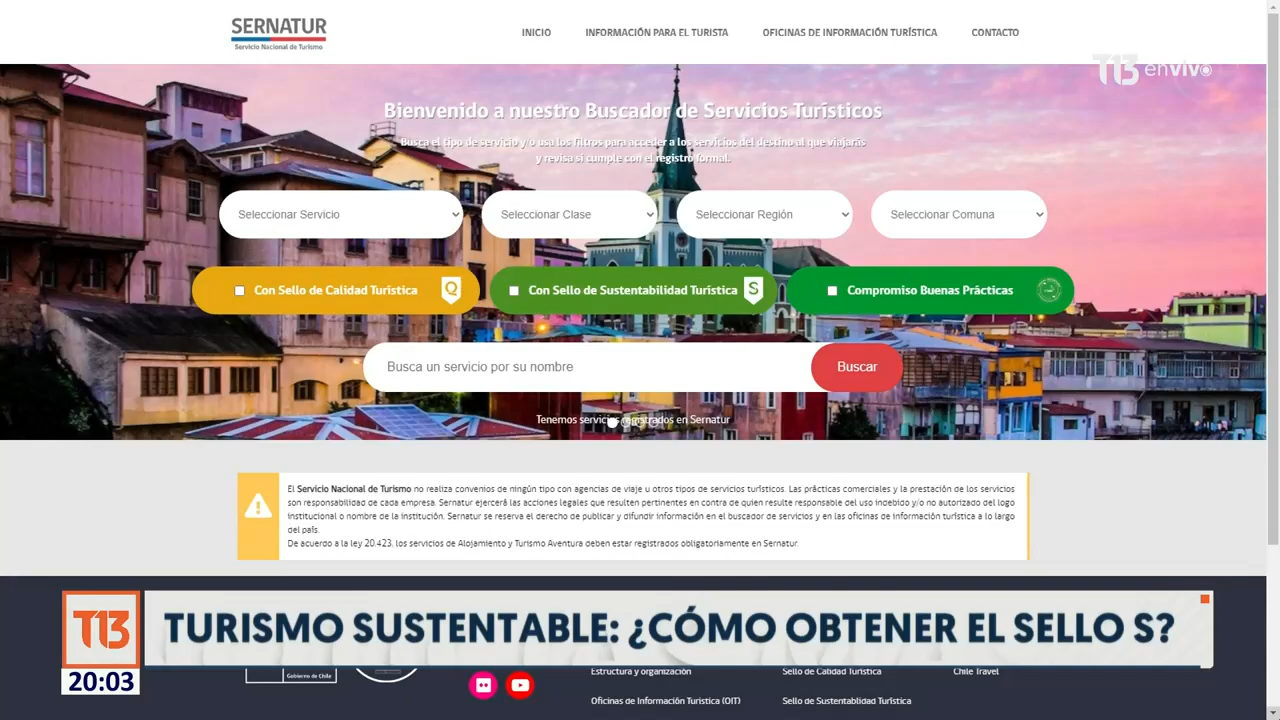 SERNATUR
Servicio Nacional de Turismo
INICIO
INFORMACIÓN PARA EL TURISTA
OFICINAS DE INFORMACIÓN TURÍSTICA
CONTACTO
T13 envivo
Bienvenido a nuestro Buscador de Servicios Turísticos
Busca el tipo de servicio y/o usa los filtros para acceder a los servicios del destino al que viajarás
y revisa si cumple con el registro formal.
Seleccionar Servicio
Seleccionar Clase
Seleccionar Región
Seleccionar Comuna
Con Sello de Calidad Turística
Q
Con Sello de Sustentabilidad Turística
S
Compromiso Buenas Prácticas
Busca un servicio por su nombre
Buscar
Tenemos servicios registrados en Sernatur
El Servicio Nacional de Turismo no realiza convenios de ningún tipo con agencias de viaje u otros tipos de servicios turísticos. Las prácticas comerciales y la prestación de los servicios
son responsabilidad de cada empresa. Sernatur ejercerá las acciones legales que resulten pertinentes en contra de quien resulte responsable del uso indebido y/o no autorizado del logo
institucional o nombre de la institución. Sernatur se reserva el derecho de publicar y difundir información en el buscador de servicios y en las oficinas de información turística a lo largo
del país.
De acuerdo a la ley 20.423, los servicios de Alojamiento y Turismo Aventura deben estar registrados obligatoriamente en Sernatur.
T13
TURISMO SUSTENTABLE: ¿CÓMO OBTENER EL SELLO S?
20:03
Gobierno de Chile
Estructura y organización
Sello de Calidad Turística
Chile Travel
Oficinas de Información Turistica (OIT)
Sello de Sustentablidad Turística